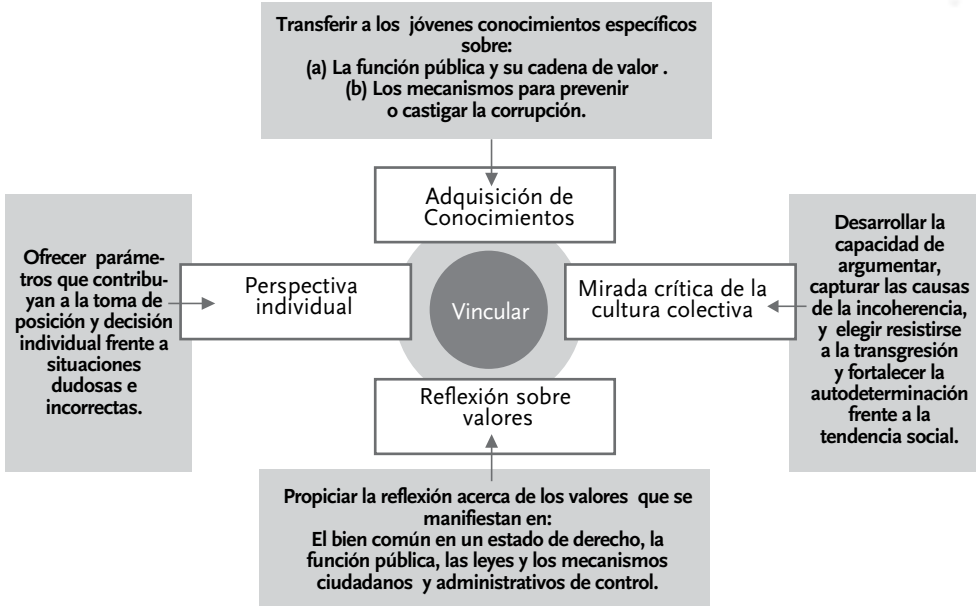 Transferir a los jóvenes conocimientos específicos
sobre:
(a) La función pública y su cadena de valor .
(b) Los mecanismos para prevenir
o castigar la corrupción.
Adquisición de
Conocimientos
Ofrecer paráme-
tros que contribu-
yan a la toma de
posición y decisión
individual frente a
situaciones
dudosas e
incorrectas.
Perspectiva
individual
Vincular
Mirada crítica de la
cultura colectiva
Desarrollar la
capacidad de
argumentar,
capturar las causas
de la incoherencia,
y elegir resistirse
a la transgresión
y fortalecer la
autodeterminación
frente a la
tendencia social.
Reflexión sobre
valores
Propiciar la reflexión acerca de los valores que se
manifiestan en:
El bien común en un estado de derecho, la
función pública, las leyes y los mecanismos
ciudadanos y administrativos de control.